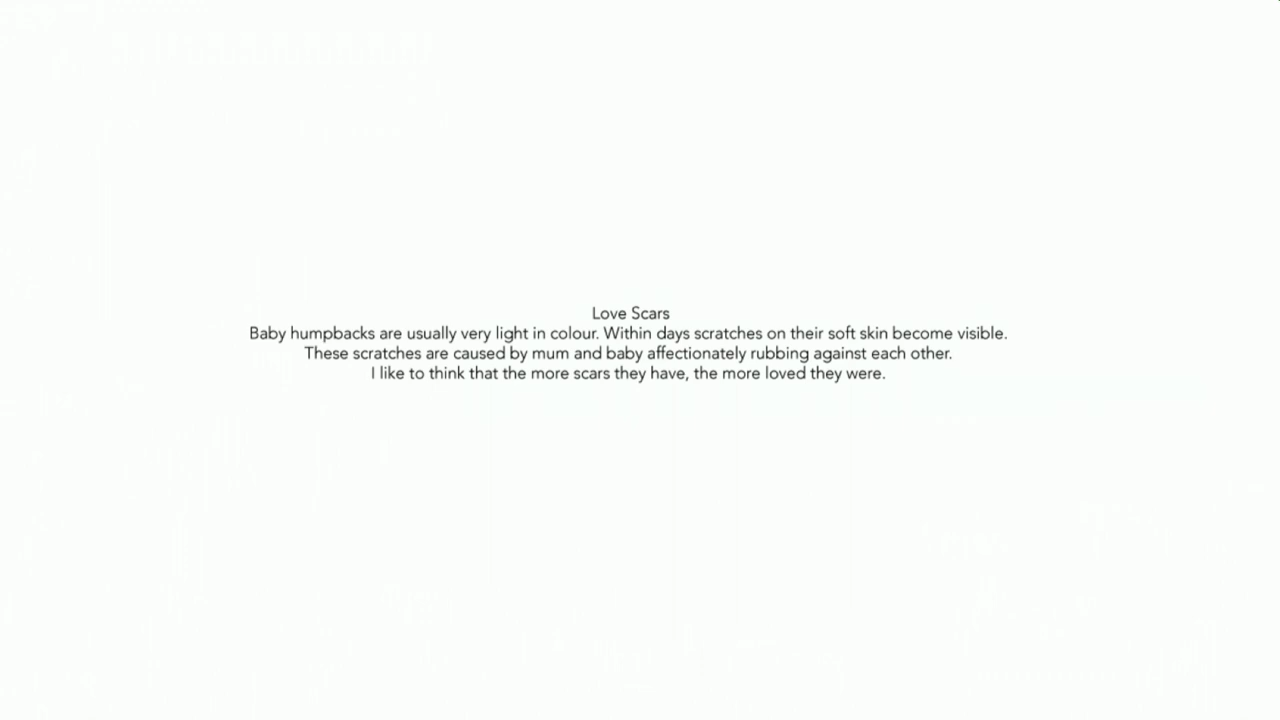 Love Scars
Baby humpbacks are usually very light in colour. Within days scratches on their soft skin become visible.
These scratches are caused by mum and baby affectionately rubbing against each other.
I like to think that the more scars they have, the more loved they were.